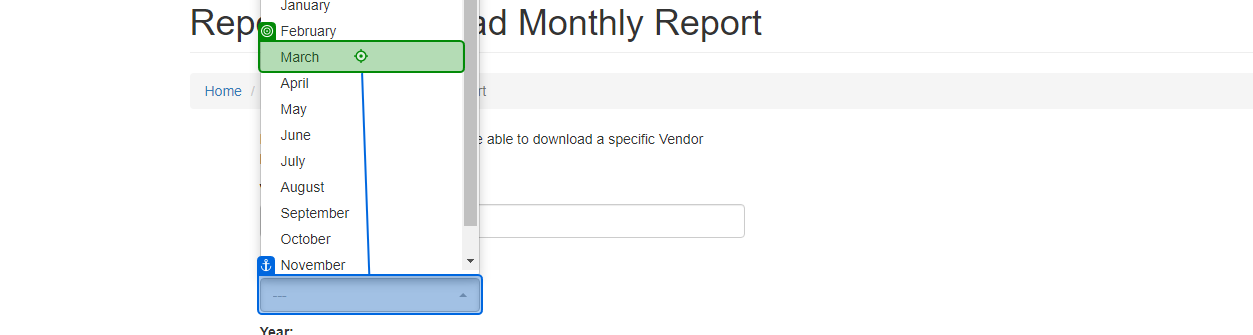 January
Repo ad Monthly Report
February
March
Home / rt
April
May
June
e able to download a specific Vendor
July
August
September
October
November
---
Year: